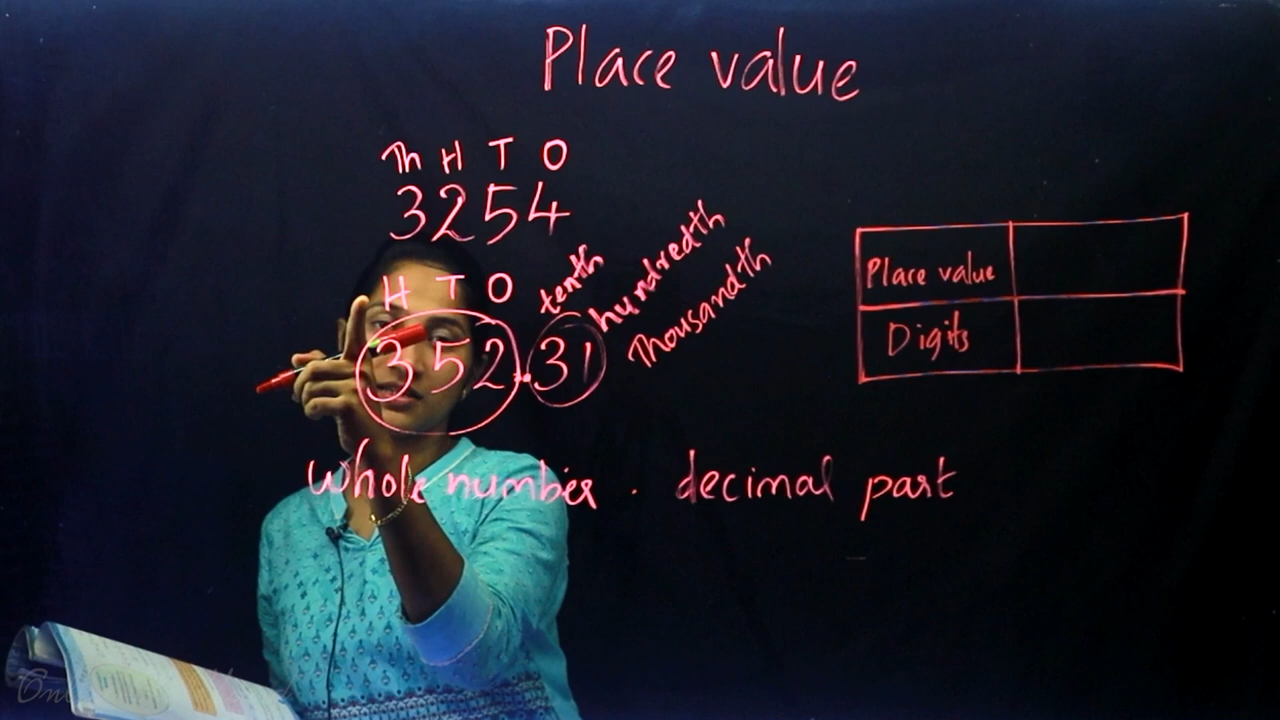 Place value
Th H T O
3254
H T O tenth hundredth Thousandth
352.31
Place value
Digits
whole number . decimal part